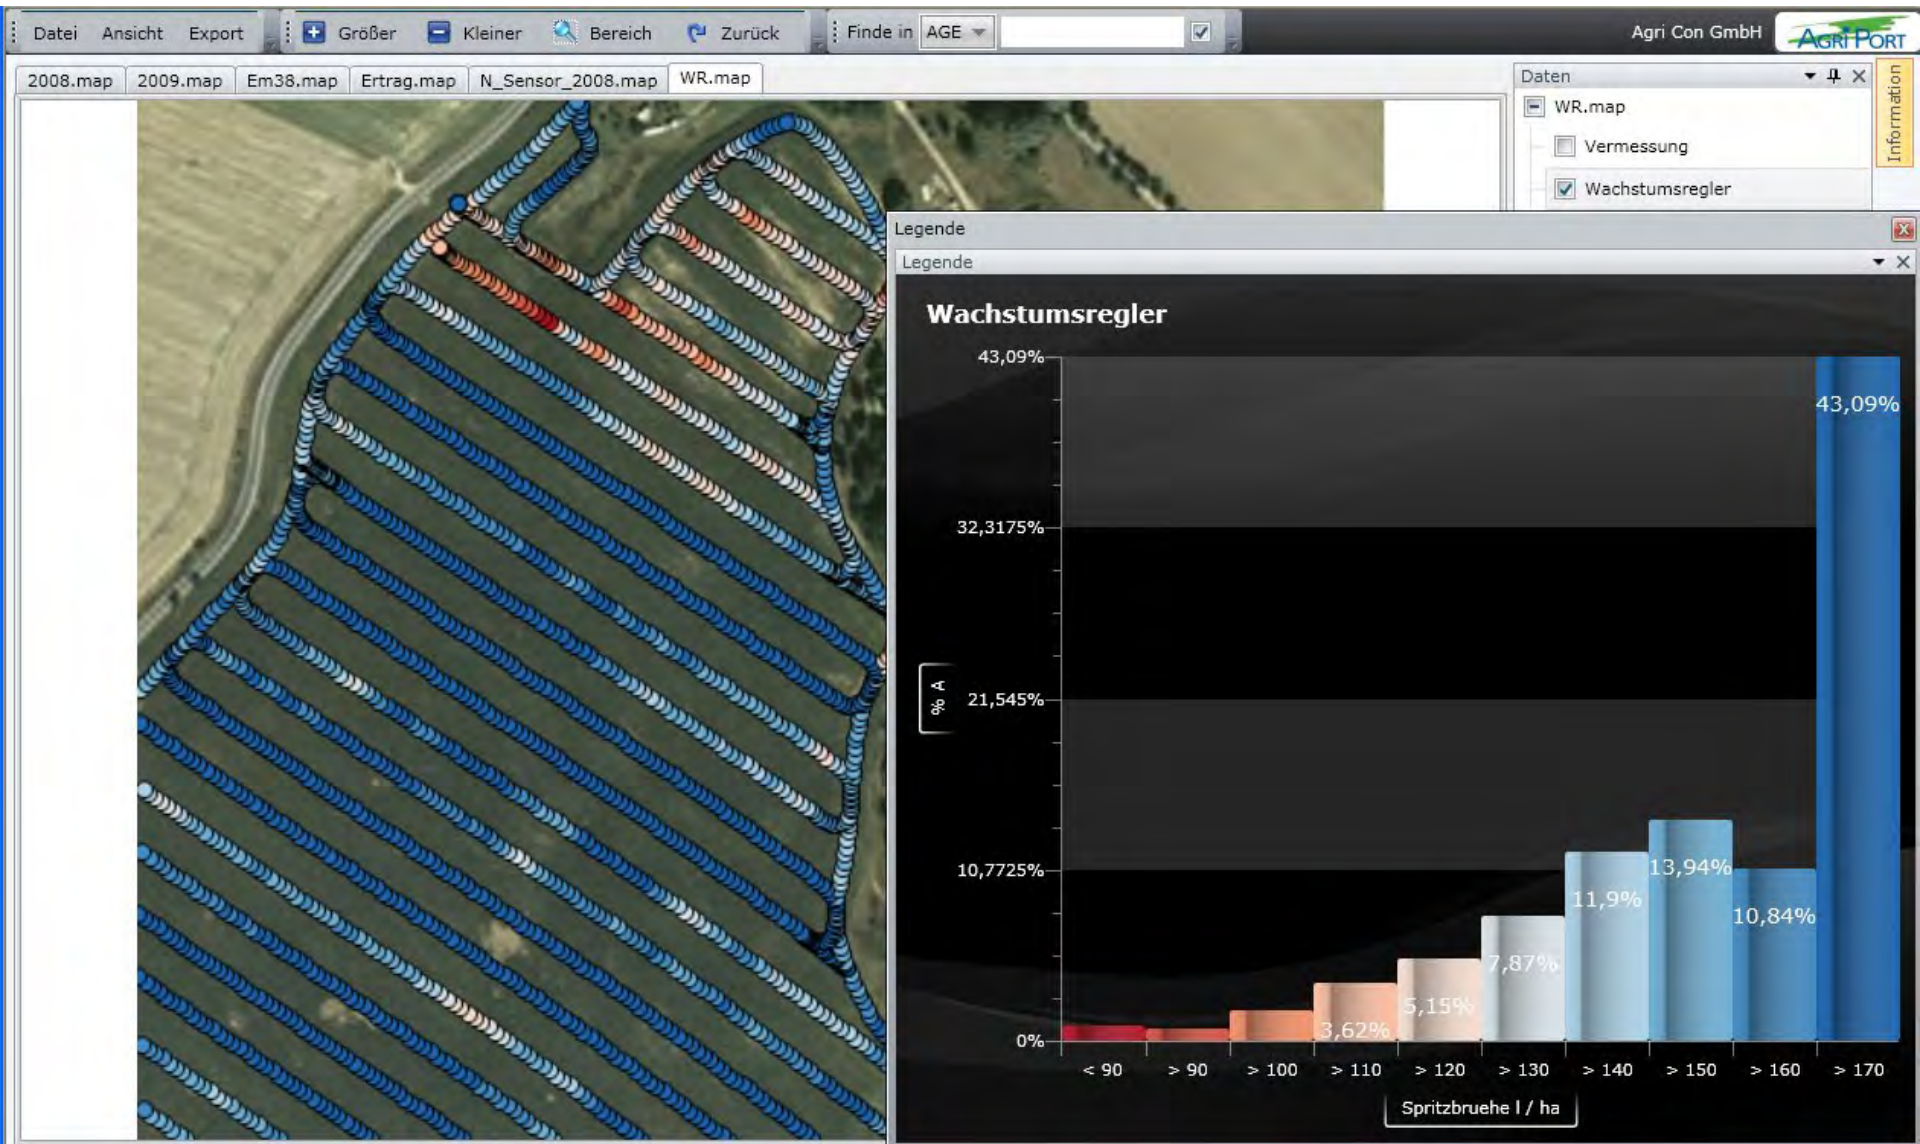 Datei Ansicht Export Größer Kleiner Bereich Zurück Finde in AGE Agri Con GmbH AGRI PORT
2008.map 2009.map Em38.map Ertrag.map N_Sensor_2008.map WR.map
Daten
Information
WR.map
Vermessung
Wachstumsregler
Legende
Legende
Wachstumsregler
43,09%
43,09%
32,3175%
% A
21,545%
10,7725%
13,94%
11,9%
10,84%
7,87%
5,15%
3,62%
0%
< 90 > 90 > 100 > 110 > 120 > 130 > 140 > 150 > 160 > 170
Spritzbruehe l / ha